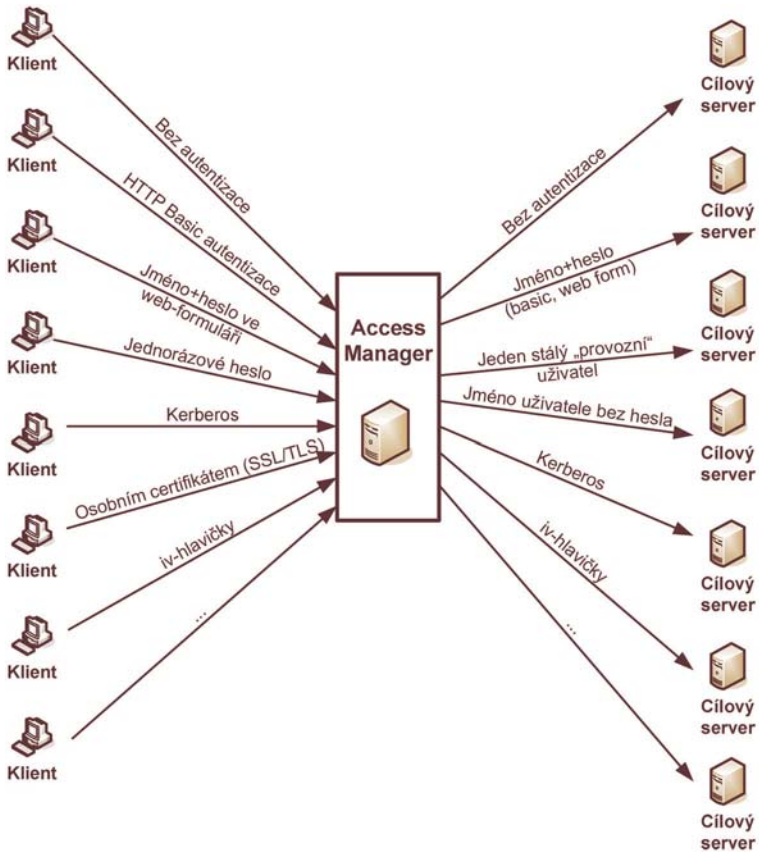 Klient
Klient
Klient
Klient
Klient
Klient
Klient
Klient
Bez autentizace
HTTP Basic autentizace
Jméno+heslo ve
web-formuláři
Jednorázové heslo
Kerberos
Osobním certifikátem (SSL/TLS)
iv-hlavičky
...
Access
Manager
Bez autentizace
Jméno+heslo
(basic, web form)
Jeden stálý „provozní“
uživatel
Jméno uživatele bez hesla
Kerberos
iv-hlavičky
...
Cílový
server
Cílový
server
Cílový
server
Cílový
server
Cílový
server
Cílový
server
Cílový
server